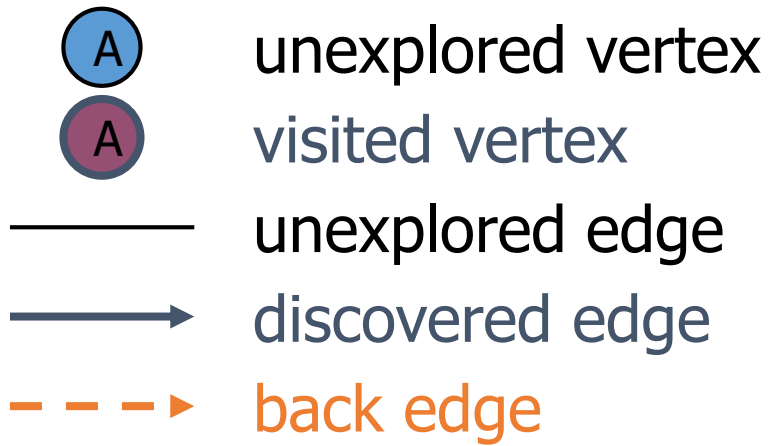 A unexplored vertex
A visited vertex
unexplored edge
discovered edge
back edge